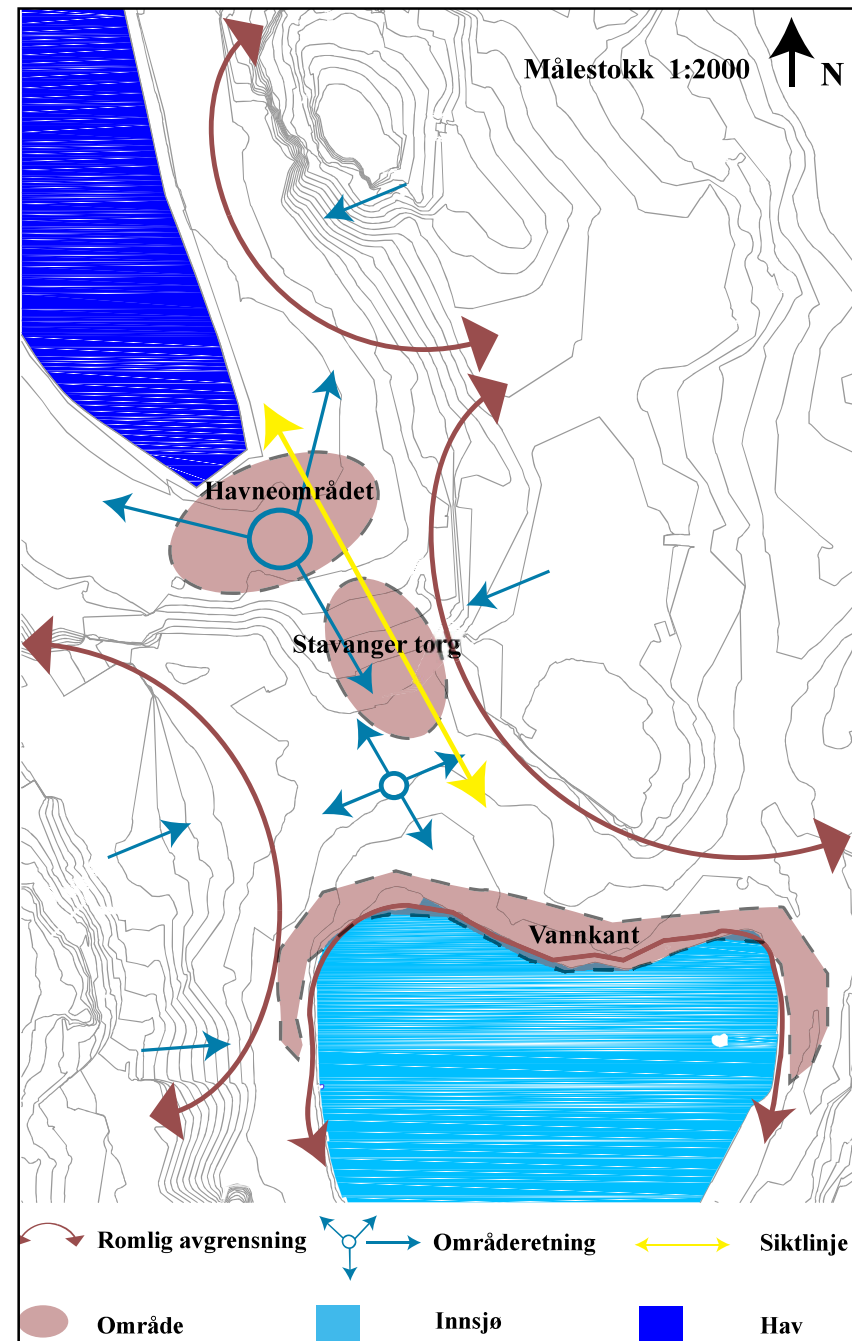 Målestokk 1:2000
N
Havneområdet
Stavanger torg
Vannkant
Romlig avgrensning
Områderetning
Siktlinje
Område
Innsjø
Hav